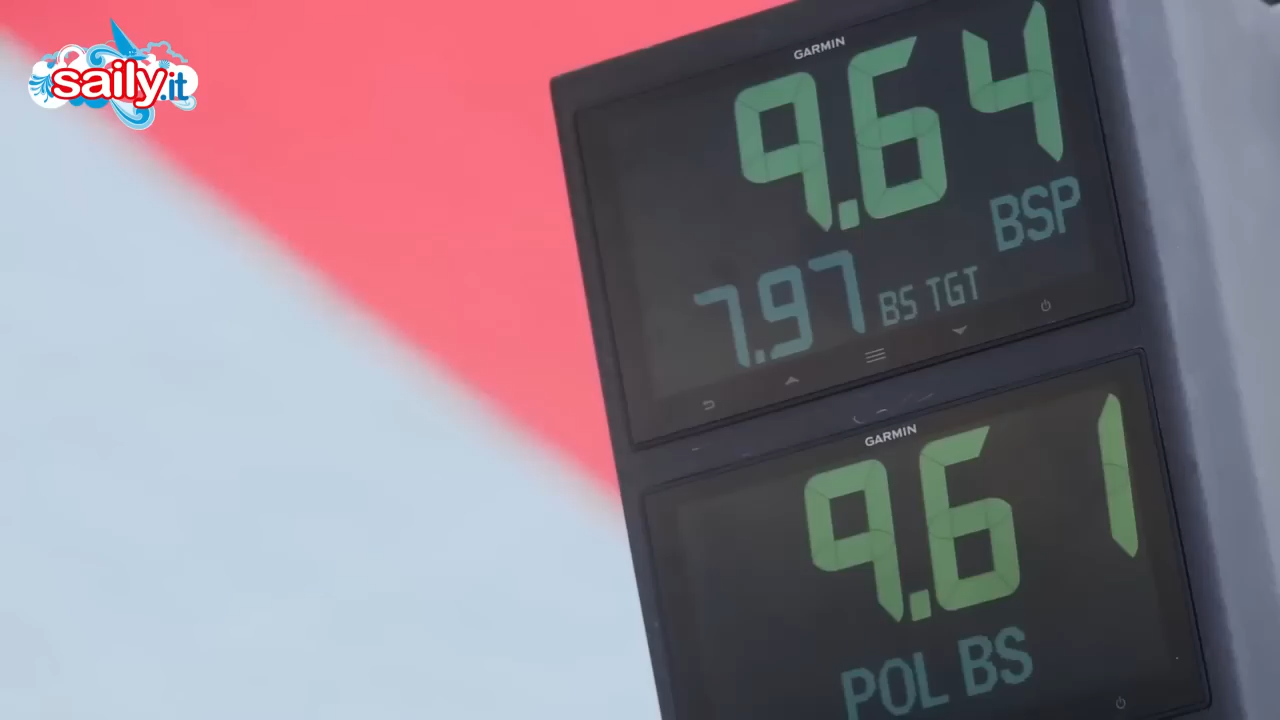 saily.it
GARMIN
9.64
BSP
7.97 BS TGT
GARMIN
9.61
POL BS